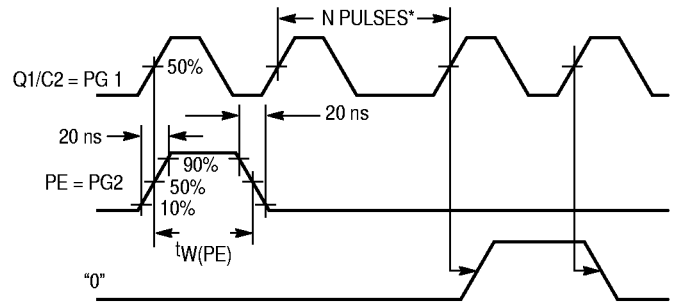 N PULSES*
Q1/C2 = PG 1
50%
20 ns
20 ns
90%
PE = PG2
50%
10%
tW(PE)
“0”